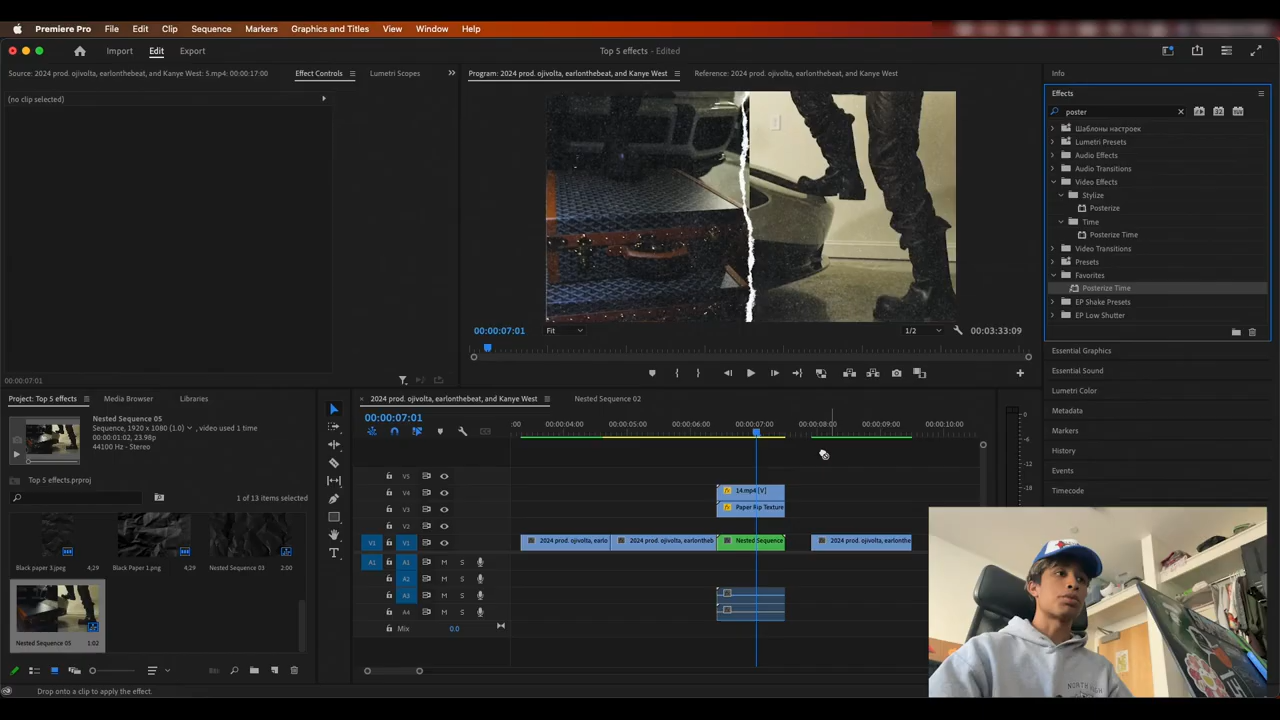 Premiere Pro File Edit Clip Sequence Markers Graphics and Titles View Window Help
Import Edit Export
Top 5 effects - Edited
Source: 2024 prod. ojivolta, earlonthebeat, and Kanye West: 5.mp4: 00:00:17:00
Effect Controls
Lumetri Scopes
Program: 2024 prod. ojivolta, earlonthebeat, and Kanye West
Reference: 2024 prod. ojivolta, earlonthebeat, and Kanye West
(no clip selected)
00:00:07:01
00:00:07:01
Fit
1/2
00:03:33:09
Info
Effects
poster
Шаблоны настроек
Lumetri Presets
Audio Effects
Audio Transitions
Video Effects
Stylize
Posterize
Time
Posterize Time
Video Transitions
Presets
Favorites
Posterize Time
EP Shake Presets
EP Low Shutter
Essential Graphics
Essential Sound
Lumetri Color
Metadata
Markers
History
Events
Timecode
Project: Top 5 effects
Media Browser
Libraries
Nested Sequence 05
Sequence, 1920 x 1080 (1.0) , video used 1 time
00:00:01:02, 23.98p
44100 Hz - Stereo
Top 5 effects.prproj
1 of 13 items selected
Black paper 3.jpeg 4,29
Black Paper 1.png 4,29
Nested Sequence 03 2:00
Nested Sequence 05 1:02
2024 prod. ojivolta, earlonthebeat, and Kanye West
Nested Sequence 02
00:00:07:01
:00 00:00:04:00 00:00:05:00 00:00:06:00 00:00:07:00 00:00:08:00 00:00:09:00 00:00:10:00
V5
V4
V3
V2
V1 V1
A1 A1 M S
A2 M S
A3 M S
A4 M S
Mix 0.0
14.mp4 [V]
Paper Rip Texture
2024 prod. ojivolta, earlo
2024 prod. ojivolta, earlontheb
Nested Sequence
2024 prod. ojivolta, earlonthe
0
-6
-12
-18
Drop onto a clip to apply the effect.